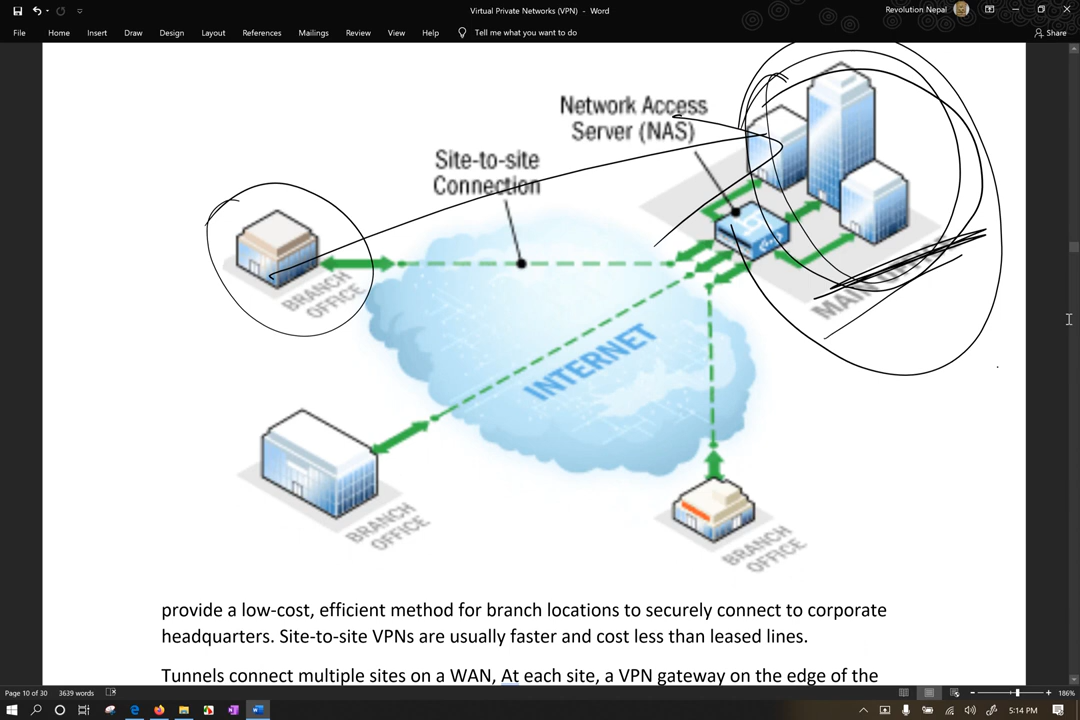 Virtual Private Networks (VPN) - Word
Revolution Nepal
File Home Insert Draw Design Layout References Mailings Review View Help Tell me what you want to do Share
Network Access
Server (NAS)
Site-to-site
Connection
BRANCH
OFFICE
MAIN OFFICE
INTERNET
BRANCH
OFFICE
BRANCH
OFFICE
provide a low-cost, efficient method for branch locations to securely connect to corporate
headquarters. Site-to-site VPNs are usually faster and cost less than leased lines.
Tunnels connect multiple sites on a WAN, At each site, a VPN gateway on the edge of the
Page 10 of 30 3639 words 186%
5:14 PM